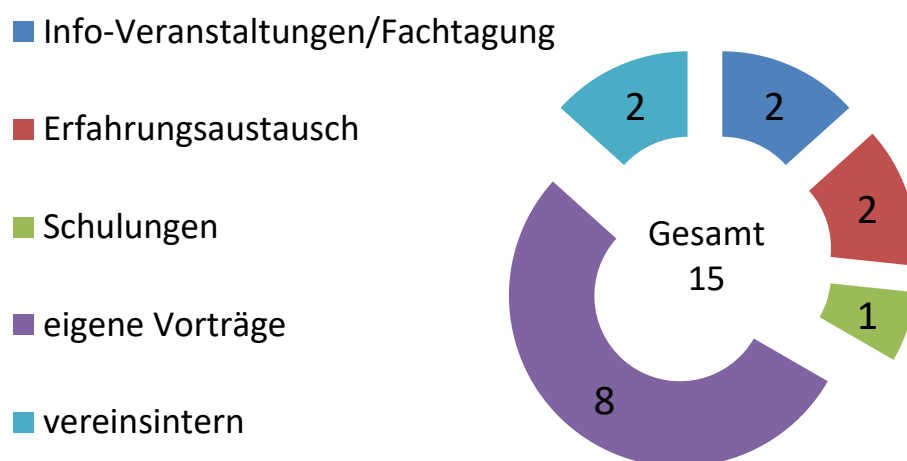 Info-Veranstaltungen/Fachtagung
Erfahrungsaustausch
Schulungen
eigene Vorträge
vereinsintern
2
2
2
1
8
Gesamt
15